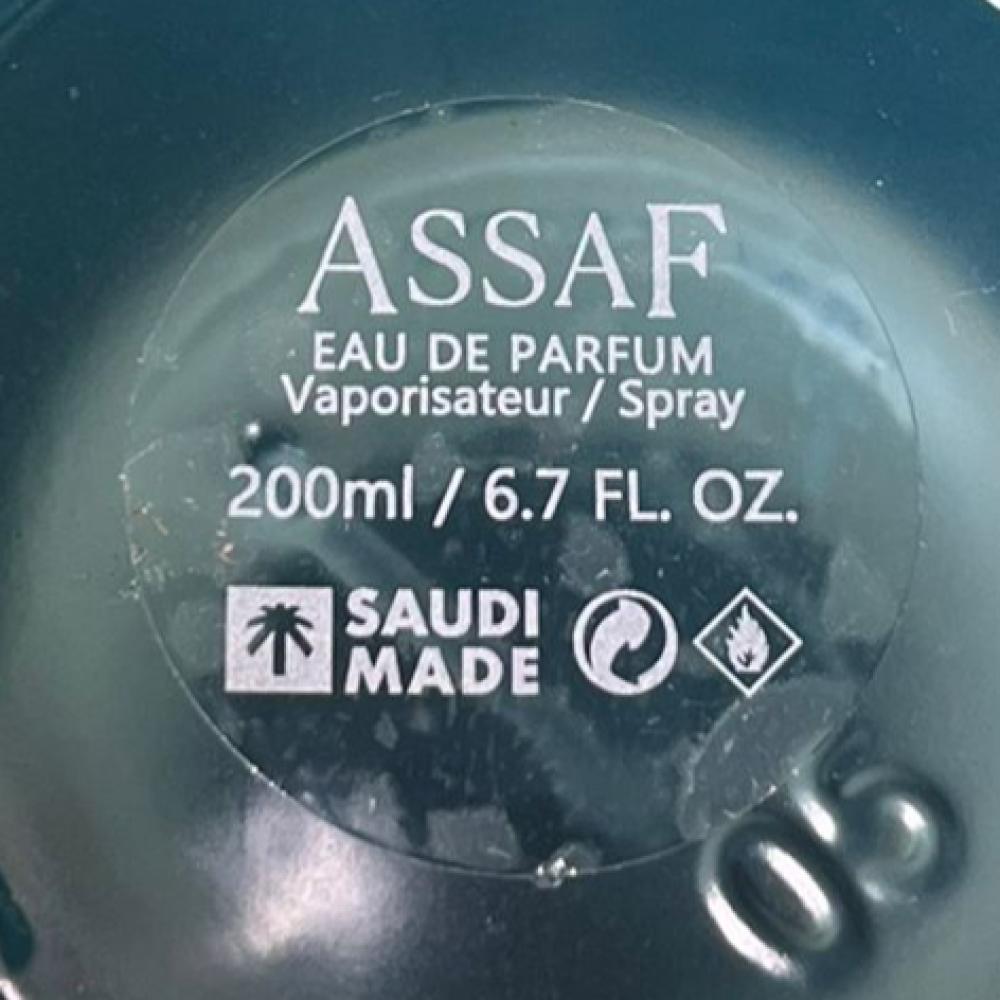 ASSAF
EAU DE PARFUM
Vaporisateur / Spray
200ml / 6.7 FL. OZ.
SAUDI
MADE